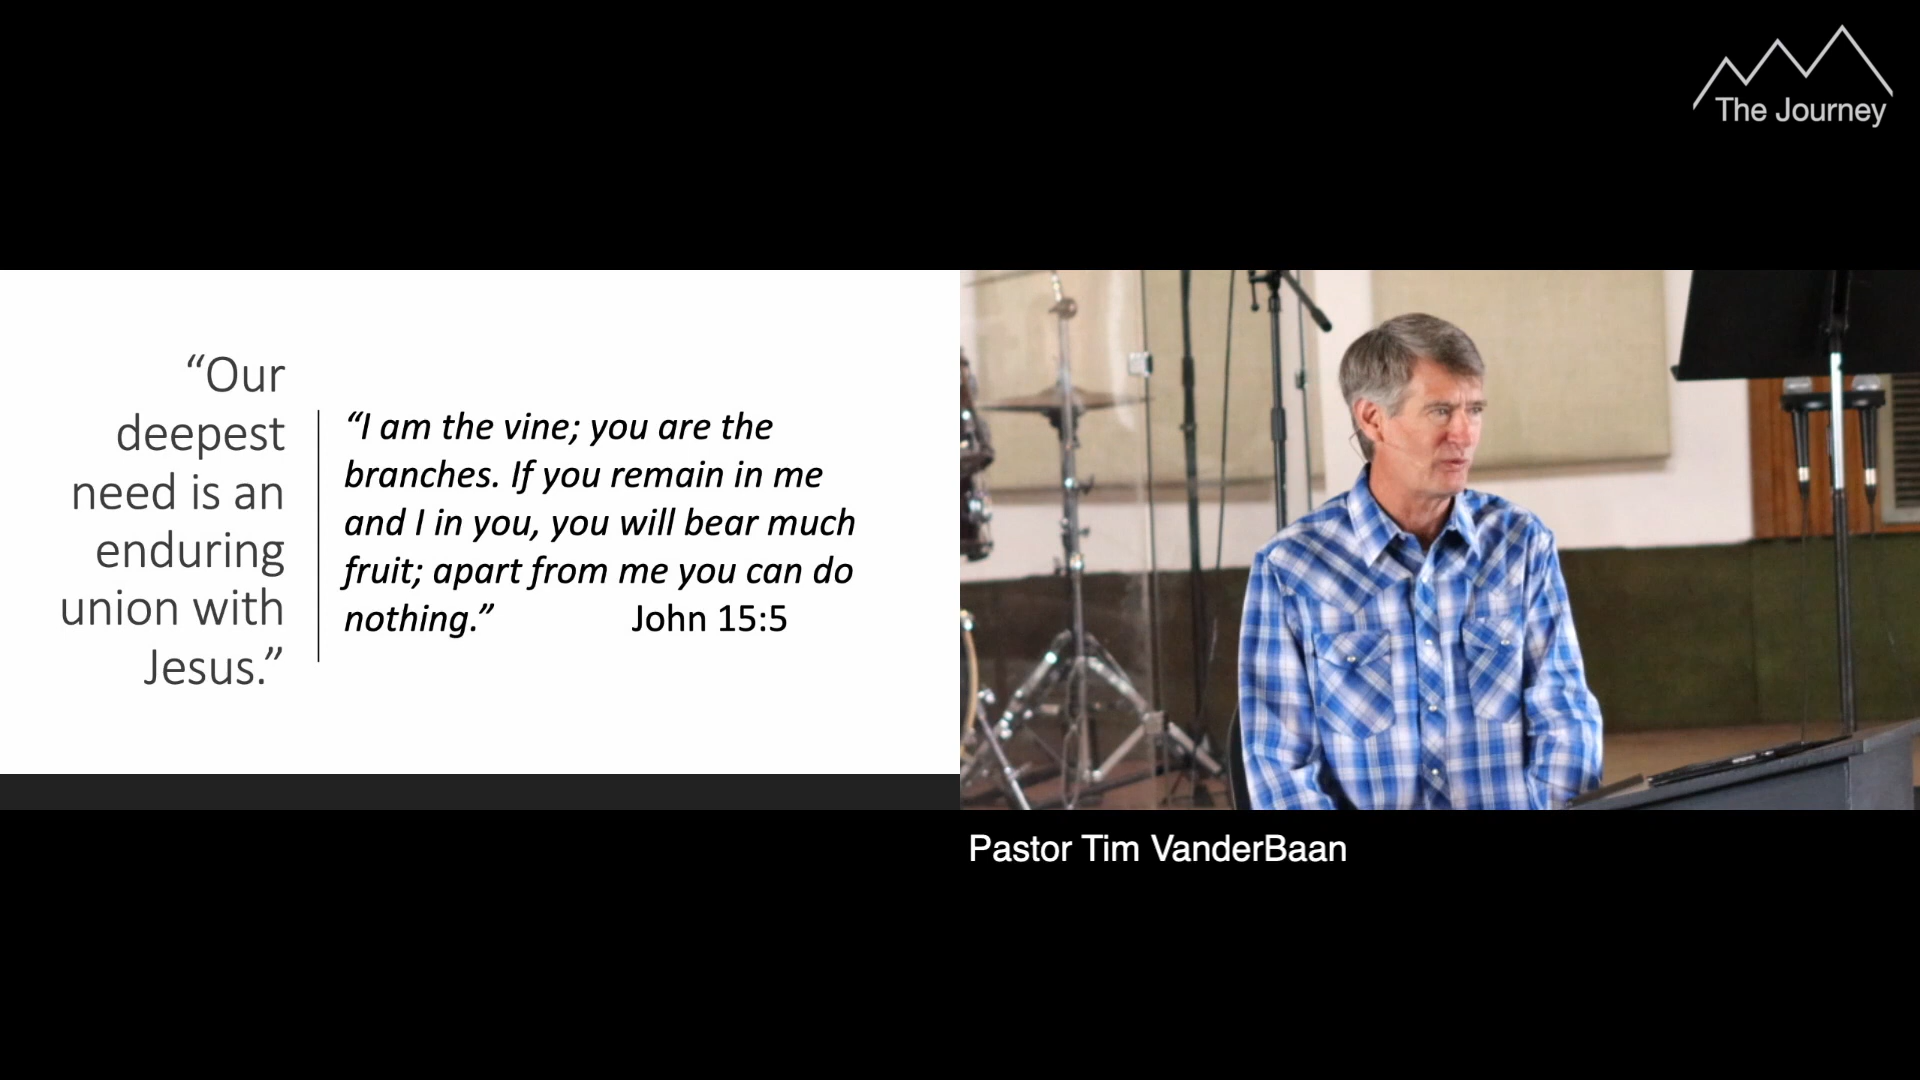 The Journey
“Our
deepest
need is an
enduring
union with
Jesus.”
“I am the vine; you are the
branches. If you remain in me
and I in you, you will bear much
fruit; apart from me you can do
nothing.” John 15:5
Pastor Tim VanderBaan